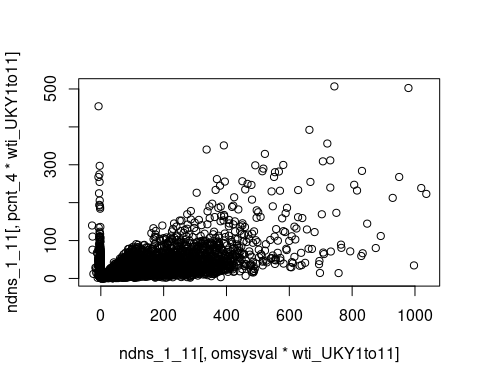 ndns_1_11[, pcnt_4 * wti_UKY1to11]
500
300
100
0
0 200 400 600 800 1000
ndns_1_11[, omsysval * wti_UKY1to11]